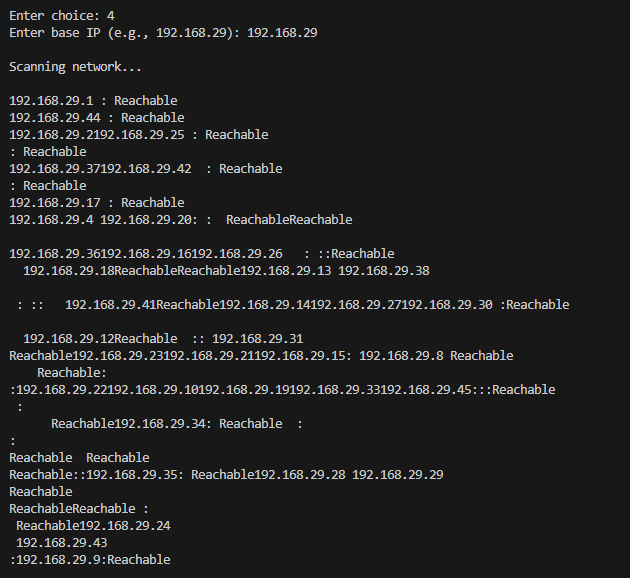 Enter choice: 4
Enter base IP (e.g., 192.168.29): 192.168.29
Scanning network...
192.168.29.1 : Reachable
192.168.29.44 : Reachable
192.168.29.2192.168.29.25 : Reachable
: Reachable
192.168.29.37192.168.29.42  : Reachable
: Reachable
192.168.29.17 : Reachable
192.168.29.4 192.168.29.20: :  ReachableReachable
192.168.29.36192.168.29.16192.168.29.26   : ::Reachable
  192.168.29.18ReachableReachable192.168.29.13 192.168.29.38
 : ::   192.168.29.41Reachable192.168.29.14192.168.29.27192.168.29.30 :Reachable
  192.168.29.12Reachable  :: 192.168.29.31
Reachable192.168.29.23192.168.29.21192.168.29.15: 192.168.29.8 Reachable
    Reachable:
:192.168.29.22192.168.29.10192.168.29.19192.168.29.33192.168.29.45:::Reachable
 :
      Reachable192.168.29.34: Reachable  :
:
Reachable  Reachable
Reachable::192.168.29.35: Reachable192.168.29.28 192.168.29.29
Reachable
ReachableReachable :
 Reachable192.168.29.24
 192.168.29.43
:192.168.29.9:Reachable